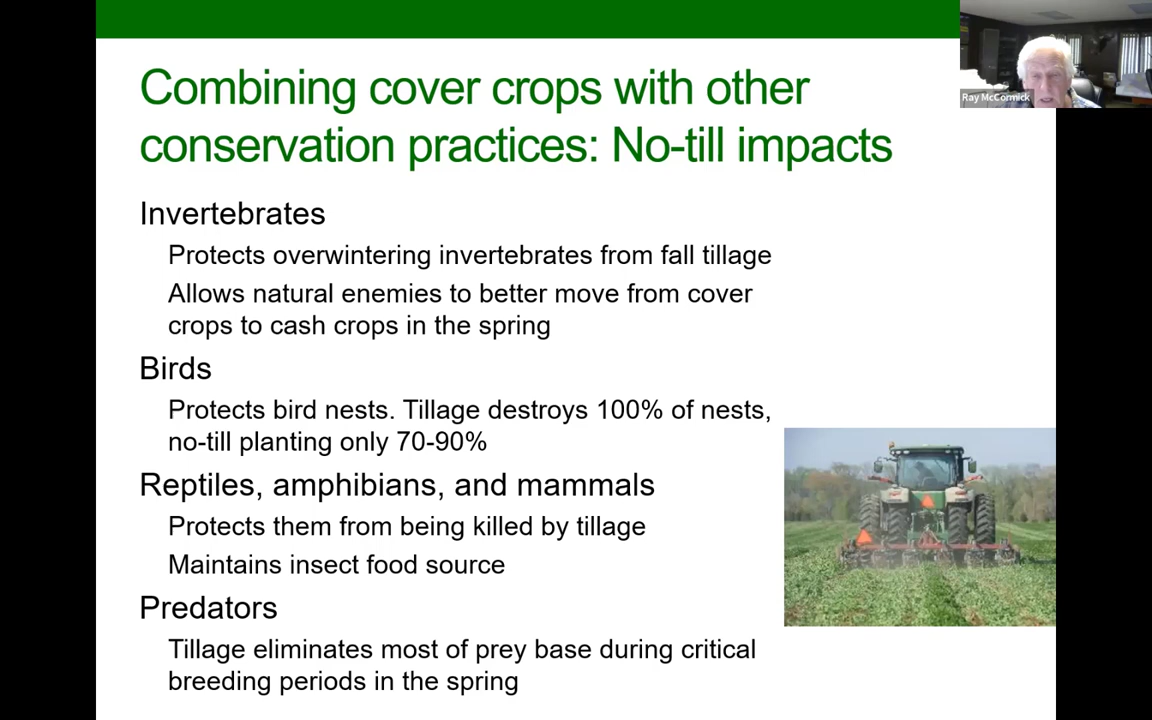 Combining cover crops with other
conservation practices: No-till impacts
Ray McCormick
Invertebrates
Protects overwintering invertebrates from fall tillage
Allows natural enemies to better move from cover
crops to cash crops in the spring
Birds
Protects bird nests. Tillage destroys 100% of nests,
no-till planting only 70-90%
Reptiles, amphibians, and mammals
Protects them from being killed by tillage
Maintains insect food source
Predators
Tillage eliminates most of prey base during critical
breeding periods in the spring